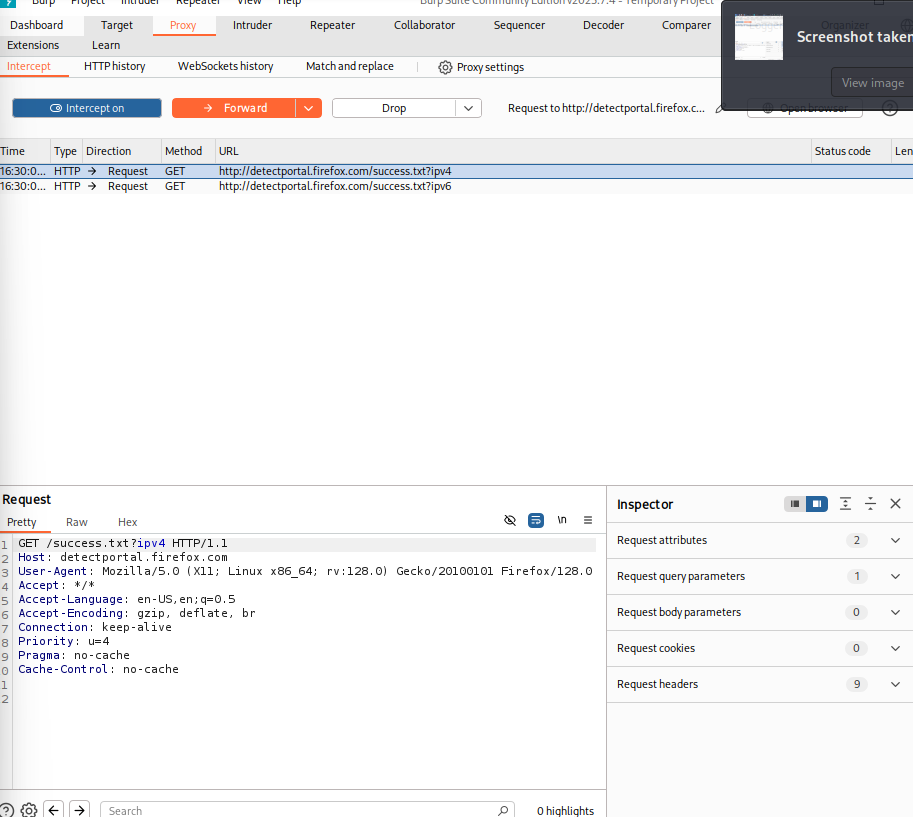 Burp Project Intruder Repeater View Help Burp Suite Community Edition v2025.7.4 - Temporary Project
Dashboard Target Proxy Intruder Repeater Collaborator Sequencer Decoder Comparer Organizer
Extensions Learn
Screenshot taken
View image
Intercept HTTP history WebSockets history Match and replace Proxy settings
Intercept on Forward Drop Request to http://detectportal.firefox.c... Open browser
Time Type Direction Method URL Status code Len
16:30:0... HTTP Request GET http://detectportal.firefox.com/success.txt?ipv4
16:30:0... HTTP Request GET http://detectportal.firefox.com/success.txt?ipv6
Request
Pretty Raw Hex \n
1 GET /success.txt?ipv4 HTTP/1.1
2 Host: detectportal.firefox.com
3 User-Agent: Mozilla/5.0 (X11; Linux x86_64; rv:128.0) Gecko/20100101 Firefox/128.0
4 Accept: */*
5 Accept-Language: en-US,en;q=0.5
6 Accept-Encoding: gzip, deflate, br
7 Connection: keep-alive
8 Priority: u=4
9 Pragma: no-cache
0 Cache-Control: no-cache
1
2
Inspector
Request attributes 2
Request query parameters 1
Request body parameters 0
Request cookies 0
Request headers 9
Search 0 highlights